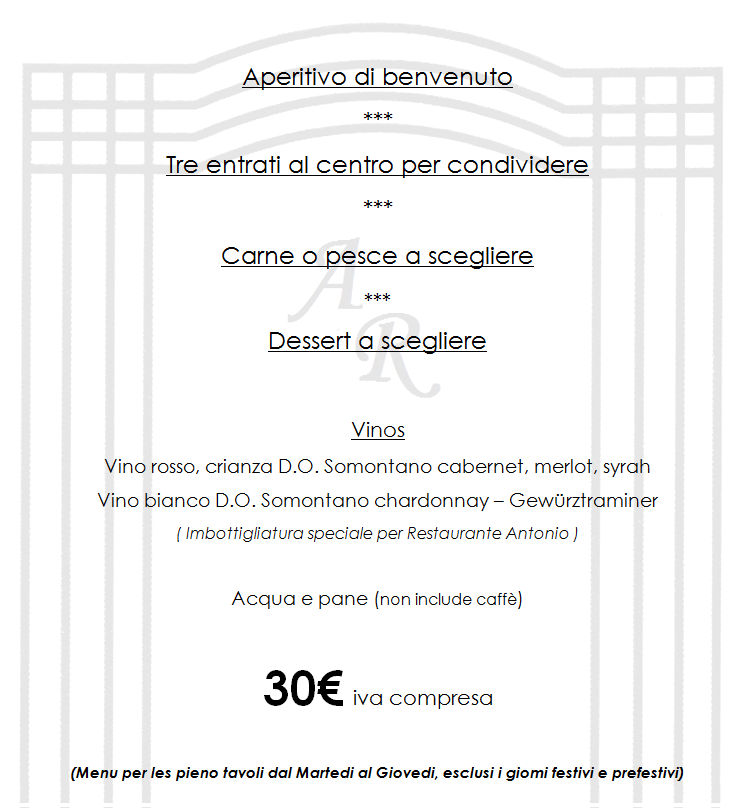 Aperitivo di benvenuto
***
Tre entrati al centro per condividere
***
Carne o pesce a scegliere
***
A
R
Dessert a scegliere
Vinos
Vino rosso, crianza D.O. Somontano cabernet, merlot, syrah
Vino bianco D.O. Somontano chardonnay – Gewürztraminer
( Imbottigliatura speciale per Restaurante Antonio )
Acqua e pane (non include caffè)
30€ iva compresa
(Menu per les pieno tavoli dal Martedi al Giovedi, esclusi i giomi festivi e prefestivi)